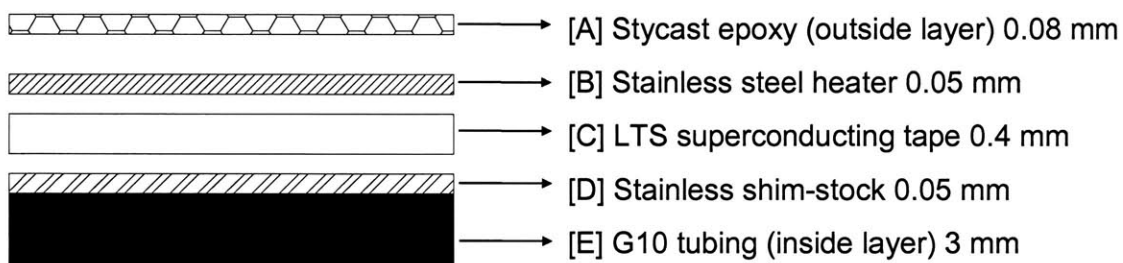 [A] Stycast epoxy (outside layer) 0.08 mm
[B] Stainless steel heater 0.05 mm
[C] LTS superconducting tape 0.4 mm
[D] Stainless shim-stock 0.05 mm
[E] G10 tubing (inside layer) 3 mm